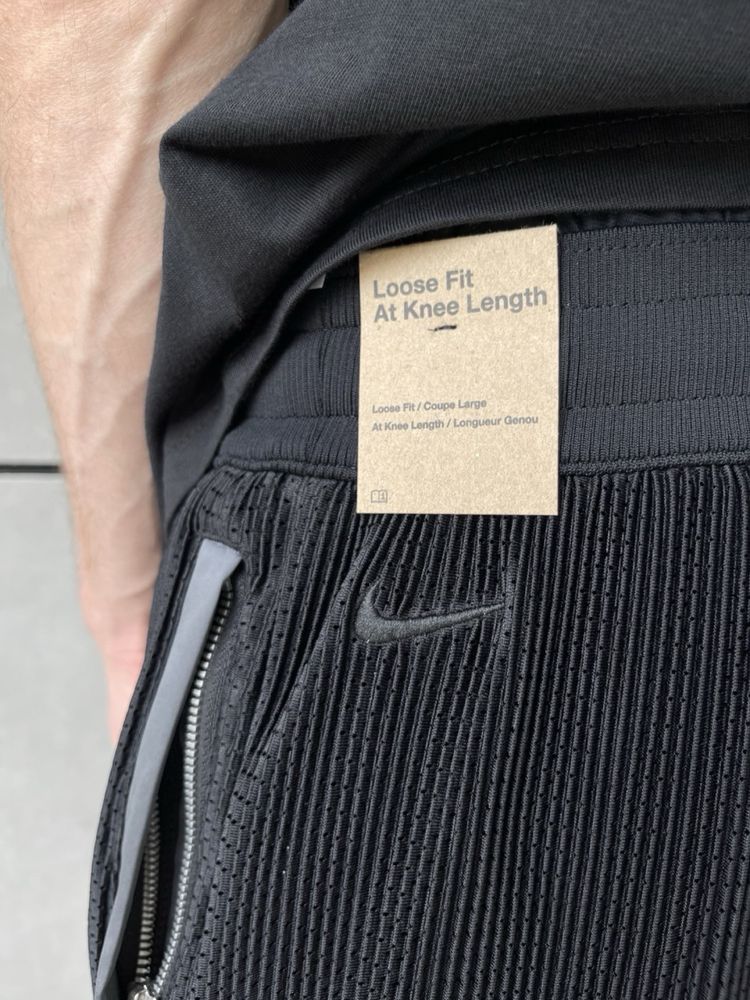 Loose Fit
At Knee Length
Loose Fit / Coupe Large
At Knee Length / Longueur Genou